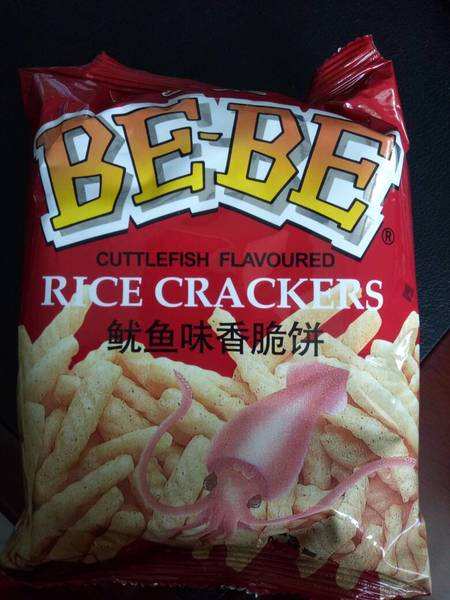 BE-BE®
CUTTLEFISH FLAVOURED
RICE CRACKERS
鱿鱼味香脆饼